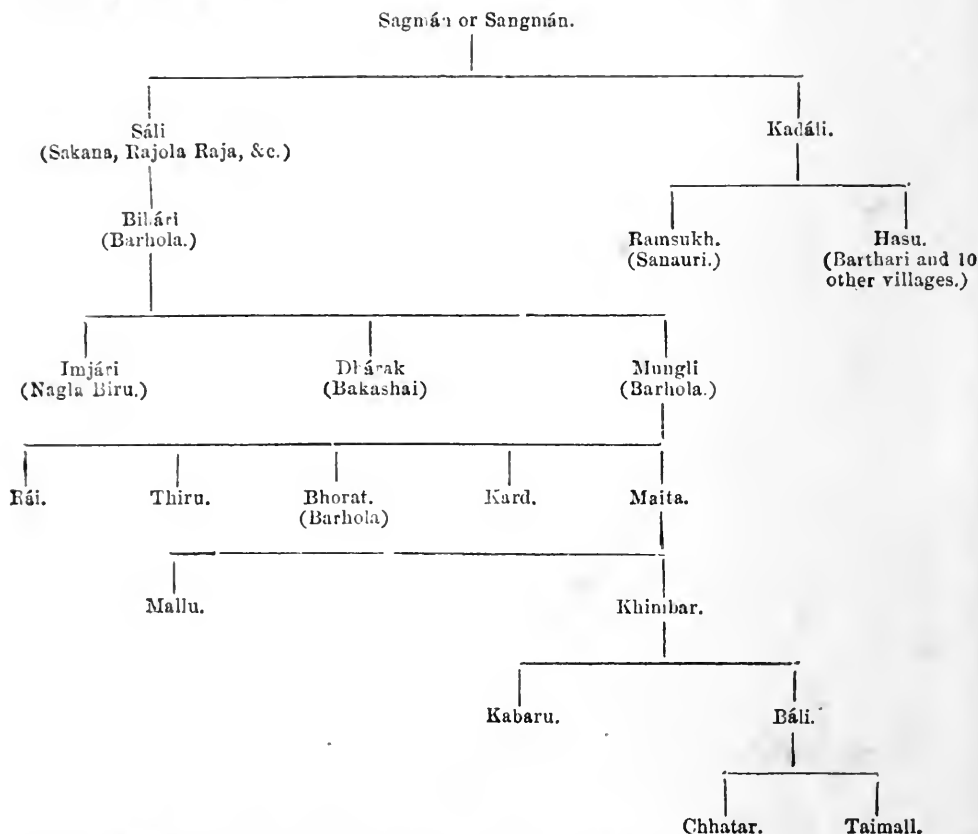 Sagmán or Sangmán.
Sáli
(Sakana, Rajola Raja, &c.)
Kadáli.
Bihári
(Barhola.)
Ramsukh.
(Sanauri.)
Hasu.
(Barthari and 10
other villages.)
Imjári
(Nagla Biru.)
Dhárak
(Bakashai)
Mungli
(Barhola.)
Rái.
Thiru.
Bhorat.
(Barhola)
Kard.
Maita.
Mallu.
Khimbar.
Kabaru.
Báli.
Chhatar.
Taimall.